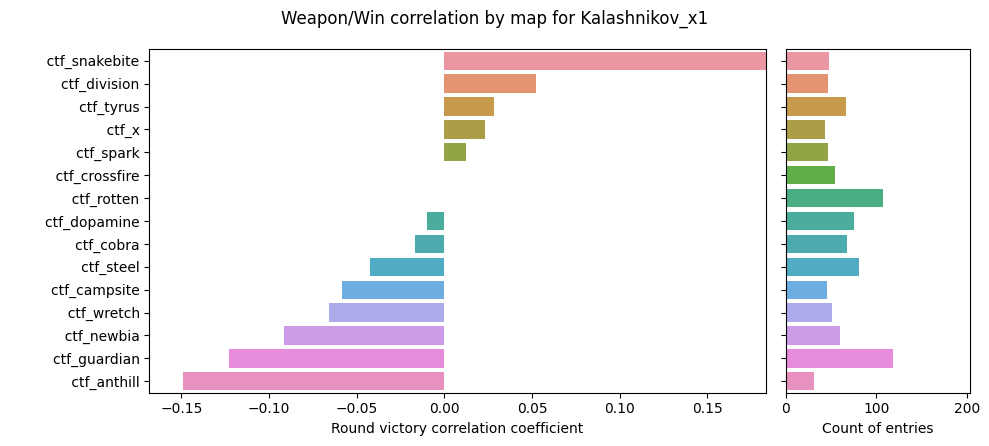 Weapon/Win correlation by map for Kalashnikov_x1
ctf_snakebite
ctf_division
ctf_tyrus
ctf_x
ctf_spark
ctf_crossfire
ctf_rotten
ctf_dopamine
ctf_cobra
ctf_steel
ctf_campsite
ctf_wretch
ctf_newbia
ctf_guardian
ctf_anthill
−0.15 −0.10 −0.05 0.00 0.05 0.10 0.15
Round victory correlation coefficient
0 100 200
Count of entries